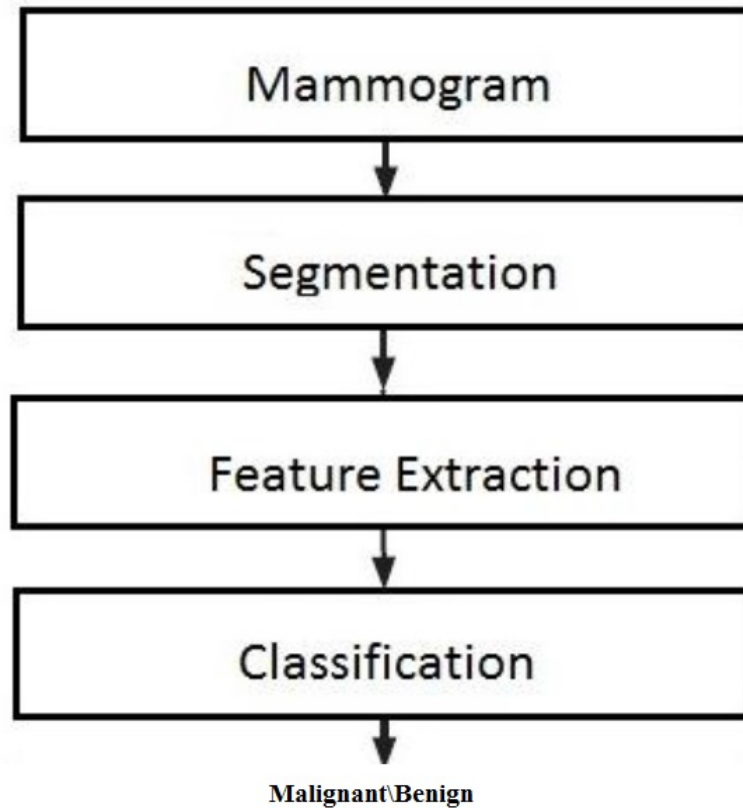 Mammogram
Segmentation
Feature Extraction
Classification
Malignant\Benign